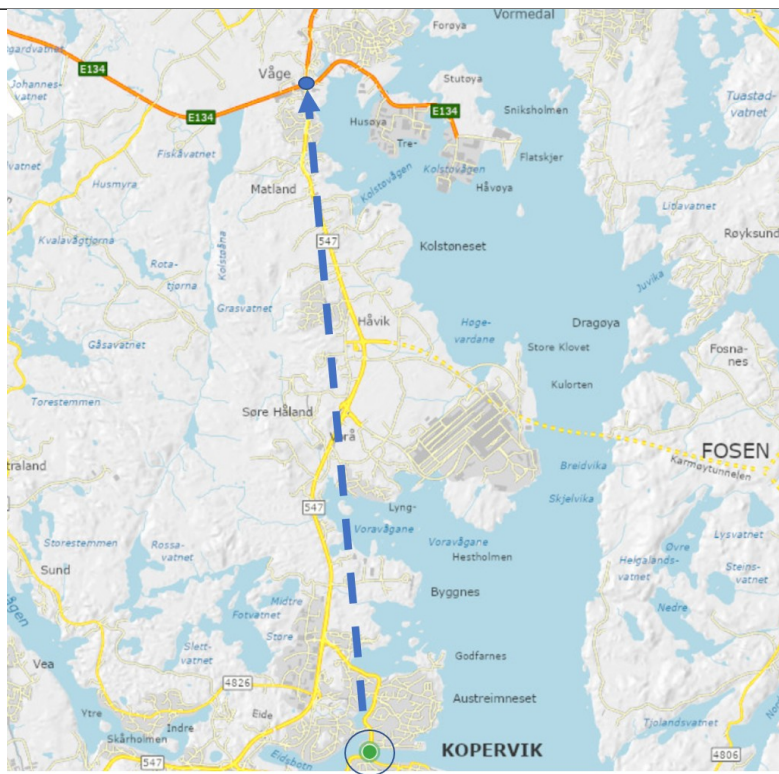 Vormedal
Forøya
E134
Våge
Stutøya
Johannes-
vatnet
Tuastad-
vatnet
E134
E134
Sniksholmen
Husøya
Tre-
Fiskåvatnet
Flatskjer
Kolstøvågen
Kolstøvågen
Håvøya
Husmyra
Matland
Litlavatnet
Røyksund
Kvalavågtjørna
547
Kolstøneset
Kolstøåna
Rota-
tjørna
Juvika
Grasvatnet
Håvik
Høge-
vardane
Dragøya
Gåsavatnet
Store Klovet
Fosna-
nes
Kulorten
Torestemmen
Søre Håland
Vorå
FOSEN
Karmøytunnelen
traland
Breidvika
Skjelvika
547
Lyng-
Storestemmen
Rossa-
vatnet
Voravågane
Voravågane
Hestholmen
Lysvatnet
Øvre
Steins-
vatnet
Helgalands-
vatnet
Sund
Midtre
Fotvatnet
Byggnes
Nedre
Store
Slett-
vatnet
Godfarnes
Vea
4826
Austreimneset
Ytre
Eide
Indre
Tjolandsvatnet
Skårholmen
Eidsbotn
KOPERVIK
547
4806